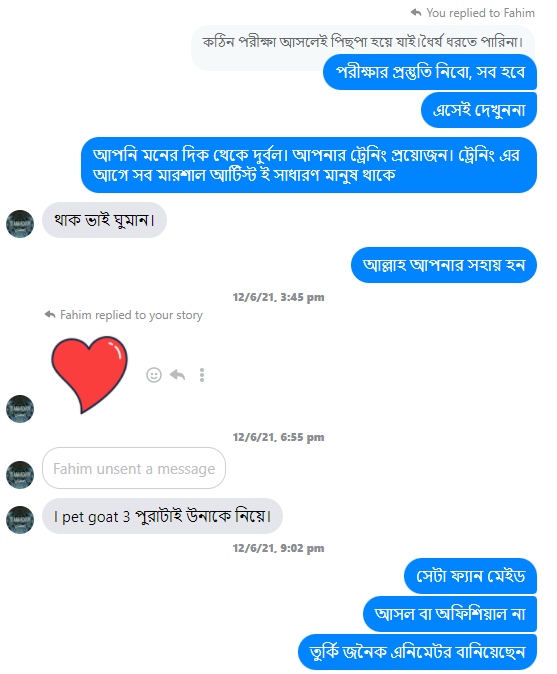 You replied to Fahim
কঠিন পরীক্ষা আসলেই পিছপা হয়ে যাই।ধৈর্য ধরতে পারিনা।
পরীক্ষার প্রস্তুতি নিবো, সব হবে
এসেই দেখুননা
আপনি মনের দিক থেকে দুর্বল। আপনার ট্রেনিং প্রয়োজন। ট্রেনিং এর
আগে সব মারশাল আর্টিস্ট ই সাধারণ মানুষ থাকে
থাক ভাই ঘুমান।
আল্লাহ আপনার সহায় হন
12/6/21, 3:45 pm
Fahim replied to your story
12/6/21, 6:55 pm
Fahim unsent a message
I pet goat 3 পুরাটাই উনাকে নিয়ে।
12/6/21, 9:02 pm
সেটা ফ্যান মেইড
আসল বা অফিশিয়াল না
তুর্কি জনৈক এনিমেটর বানিয়েছেন